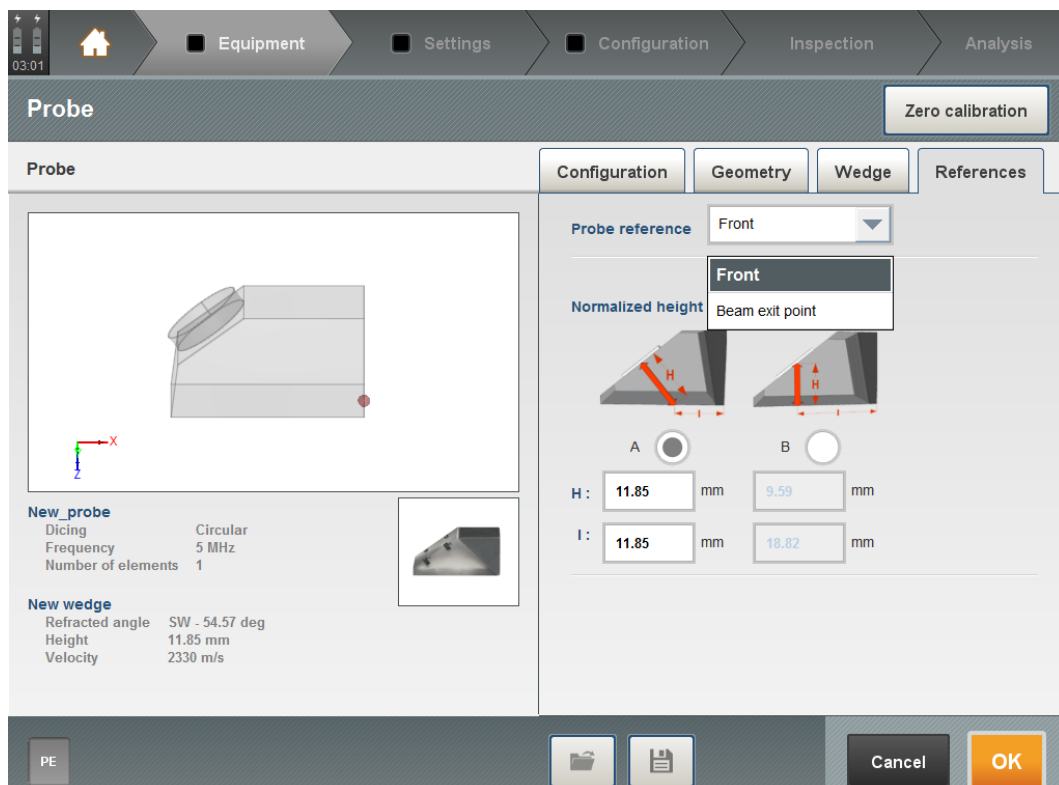 03:01
Equipment
Settings
Configuration
Inspection
Analysis
Probe
Zero calibration
Probe
Configuration
Geometry
Wedge
References
Probe reference
Front
Front
Beam exit point
Normalized height
H
I
H
I
A
B
H : 11.85 mm 9.59 mm
I : 11.85 mm 18.82 mm
X
Z
New_probe
Dicing Circular
Frequency 5 MHz
Number of elements 1
New wedge
Refracted angle SW - 54.57 deg
Height 11.85 mm
Velocity 2330 m/s
PE
Cancel
OK